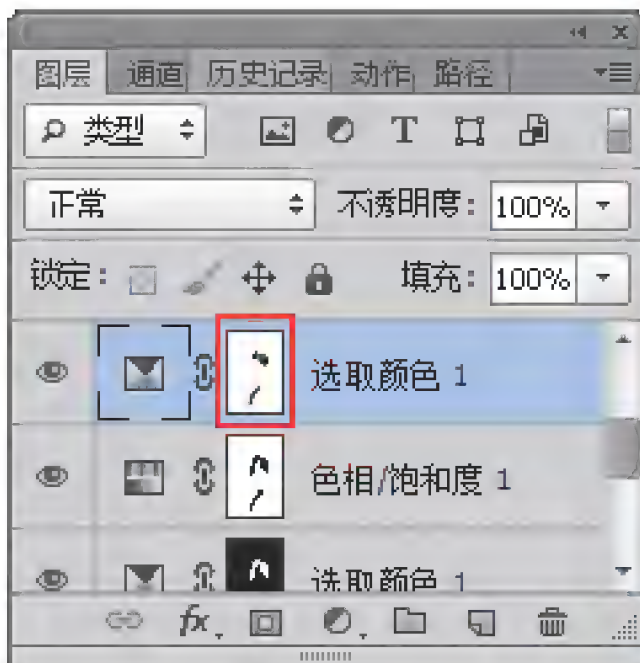 图层 通道 历史记录 动作 路径
类型 T
正常 不透明度: 100%
锁定: 填充: 100%
选取颜色 1
色相/饱和度 1
选取颜色 1
fx